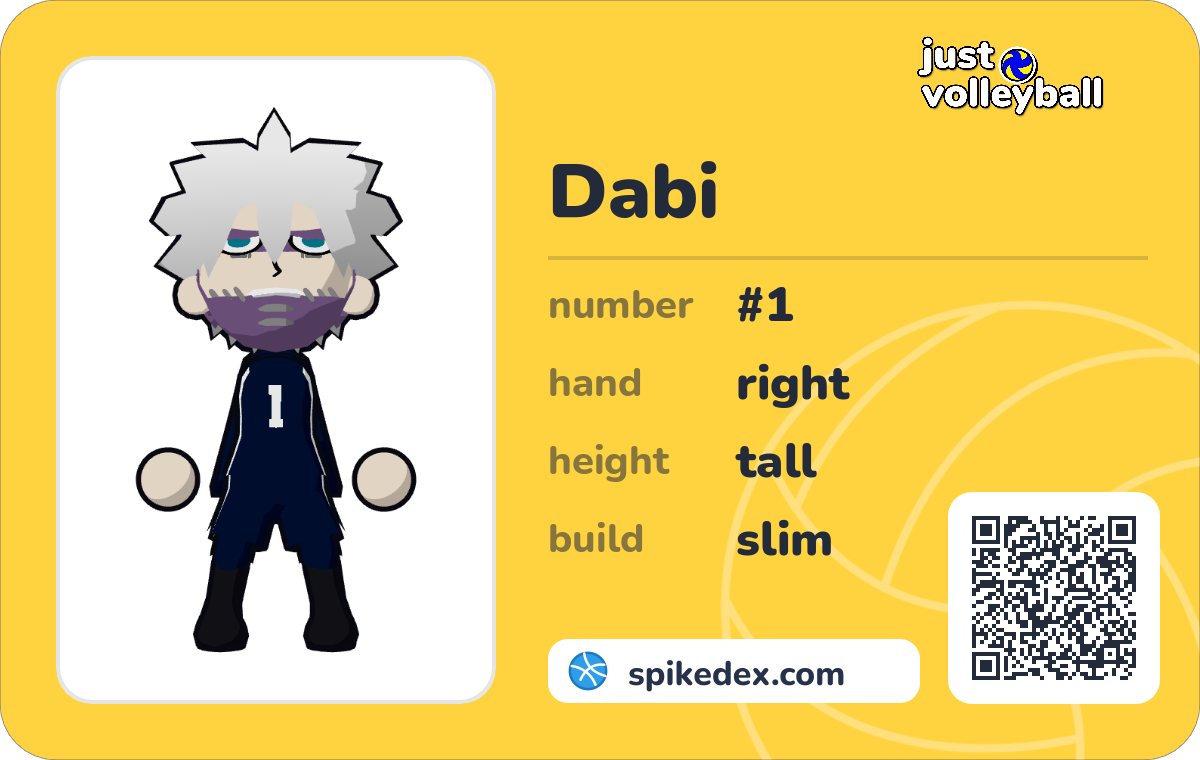 just
volleyball
Dabi
number #1
hand right
height tall
build slim
1
spikedex.com